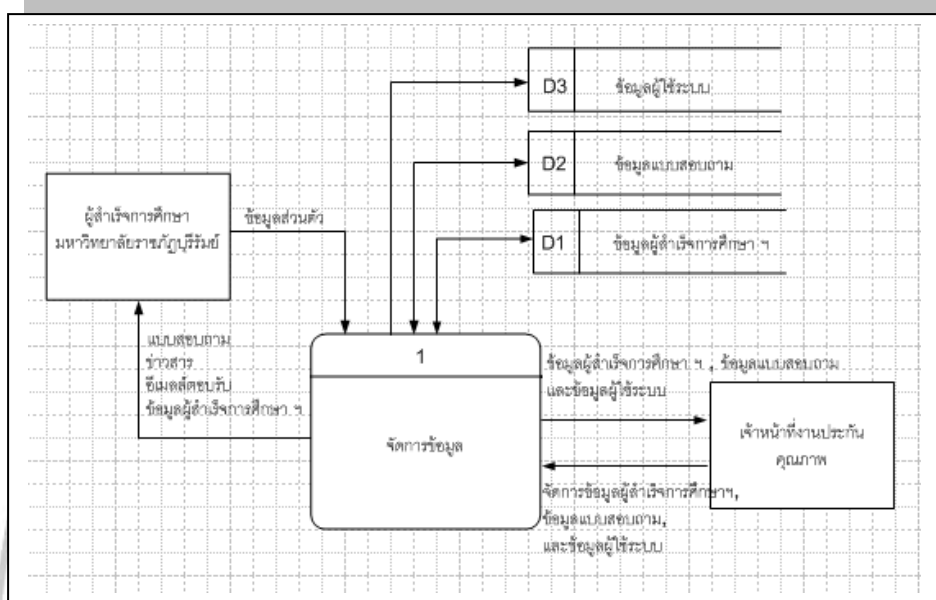 D3 ข้อมูลผู้ใช้ระบบ
D2 ข้อมูลแบบสอบถาม
D1 ข้อมูลผู้สำเร็จการศึกษา ฯ
ผู้สำเร็จการศึกษา
มหาวิทยาลัยราชภัฏบุรีรัมย์
ข้อมูลส่วนตัว
แบบสอบถาม
ข่าวสาร
อีเมลล์ตอบรับ
ข้อมูลผู้สำเร็จการศึกษา ฯ
1
จัดการข้อมูล
ข้อมูลผู้สำเร็จการศึกษา ฯ , ข้อมูลแบบสอบถาม
และข้อมูลผู้ใช้ระบบ
เจ้าหน้าที่งานประกัน
คุณภาพ
จัดการข้อมูลผู้สำเร็จการศึกษาฯ,
ข้อมูลแบบสอบถาม,
และข้อมูลผู้ใช้ระบบ